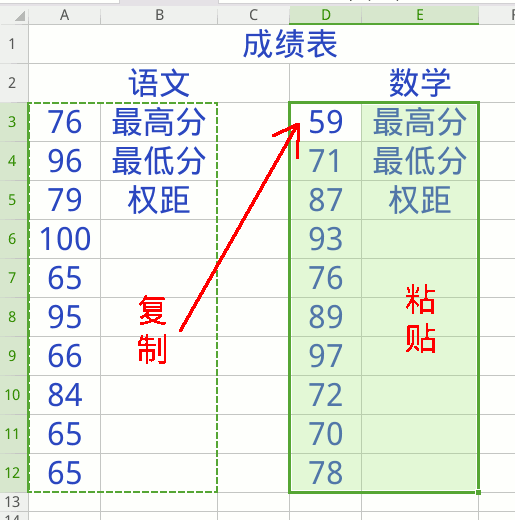 A B C D E
1 成绩表
2 语文 数学
3 76 最高分 59 最高分
4 96 最低分 71 最低分
5 79 权距 87 权距
6 100 93
7 65 76
8 95 89
9 66 97
10 84 72
11 65 70
12 65 78
13
复制
粘贴